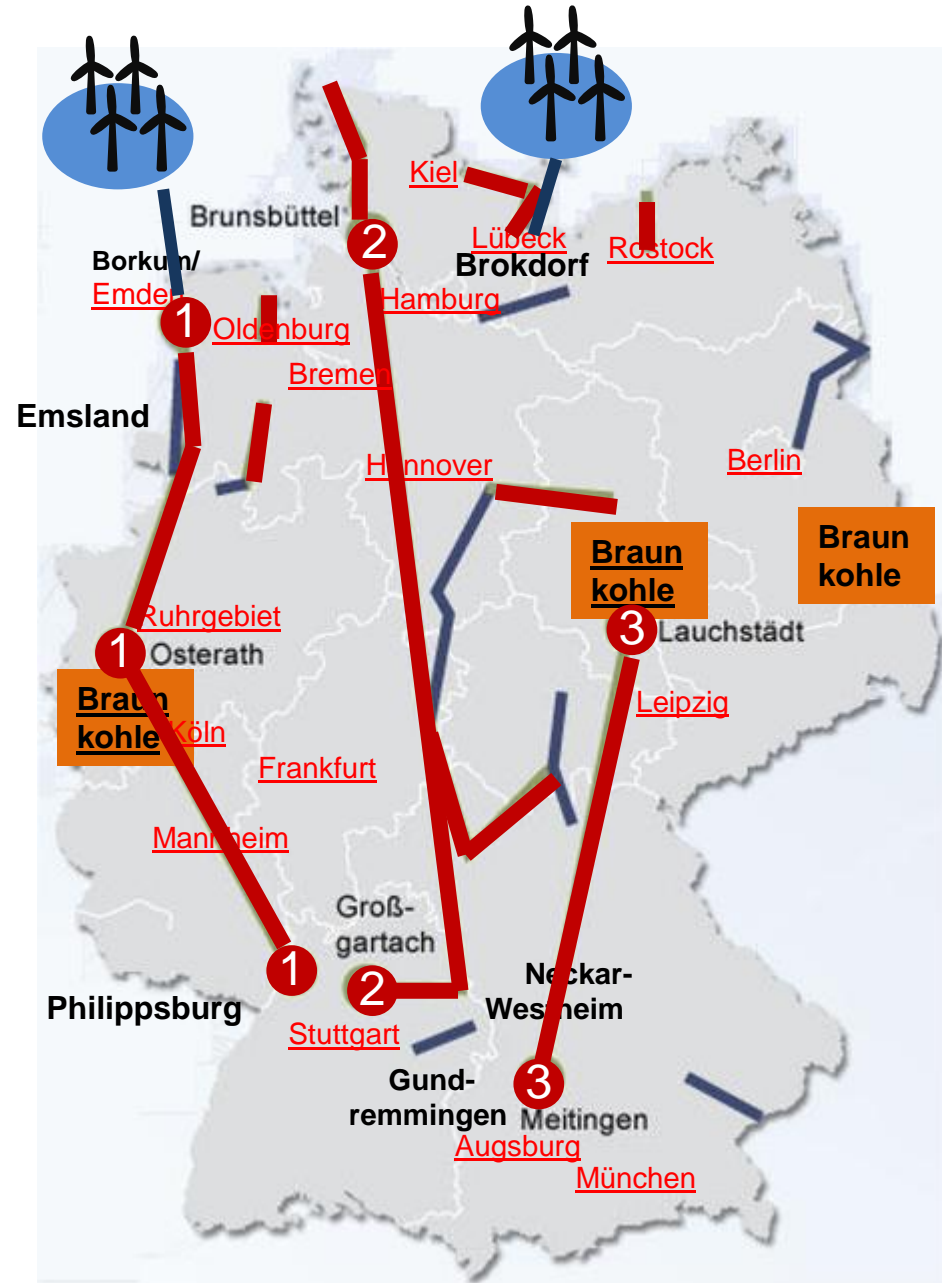 Kiel
Brunsbüttel
2
Lübeck
Rostock
Borkum/
Emden
Brokdorf
Hamburg
1
Oldenburg
Bremen
Emsland
Hannover
Berlin
Braun
kohle
Braun
kohle
Ruhrgebiet
3
Lauchstädt
1
Osterath
Braun
kohle
Leipzig
Köln
Frankfurt
Mannheim
Groß-
gartach
1
2
Neckar-
Westheim
Philippsburg
Stuttgart
Gund-
remmingen
3
Meitingen
Augsburg
München